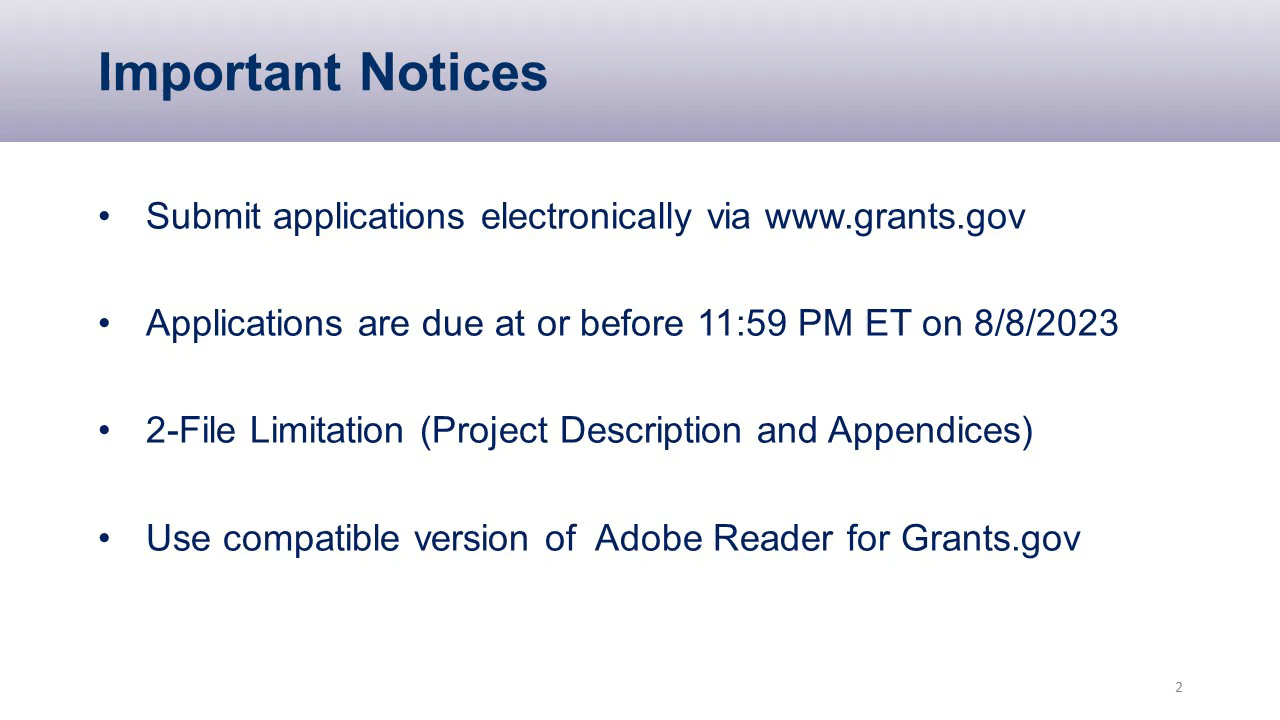 Important Notices
• Submit applications electronically via www.grants.gov
• Applications are due at or before 11:59 PM ET on 8/8/2023
• 2-File Limitation (Project Description and Appendices)
• Use compatible version of Adobe Reader for Grants.gov
2